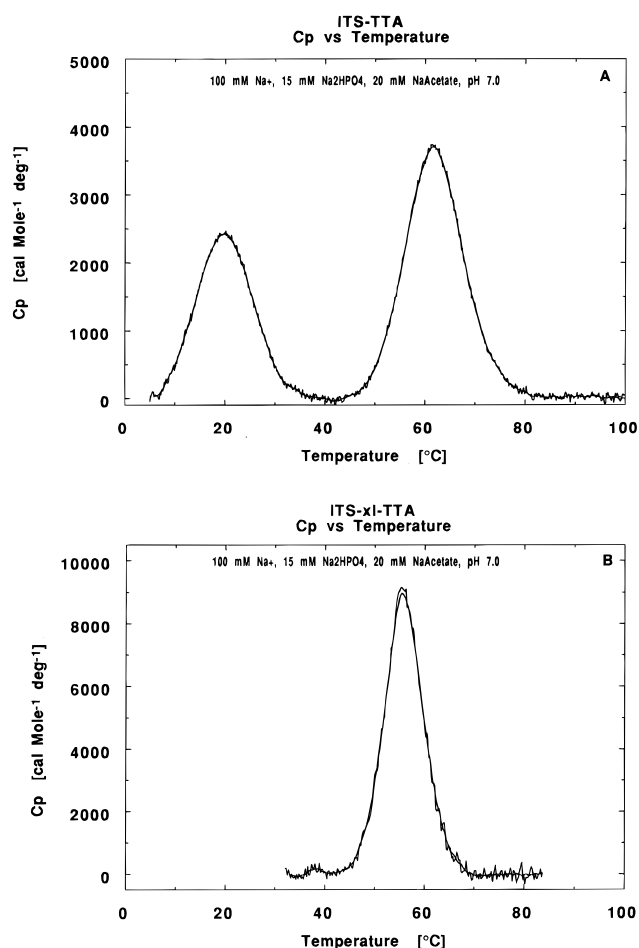 ITS-TTA
Cp vs Temperature
5000
4000
3000
2000
1000
0
Cp [cal Mole-1 deg-1]
100 mM Na+, 15 mM Na2HPO4, 20 mM NaAcetate, pH 7.0
A
0 20 40 60 80 100
Temperature [°C]
ITS-xl-TTA
Cp vs Temperature
10000
8000
6000
4000
2000
0
Cp [cal Mole-1 deg-1]
100 mM Na+, 15 mM Na2HPO4, 20 mM NaAcetate, pH 7.0
B
0 20 40 60 80 100
Temperature [°C]